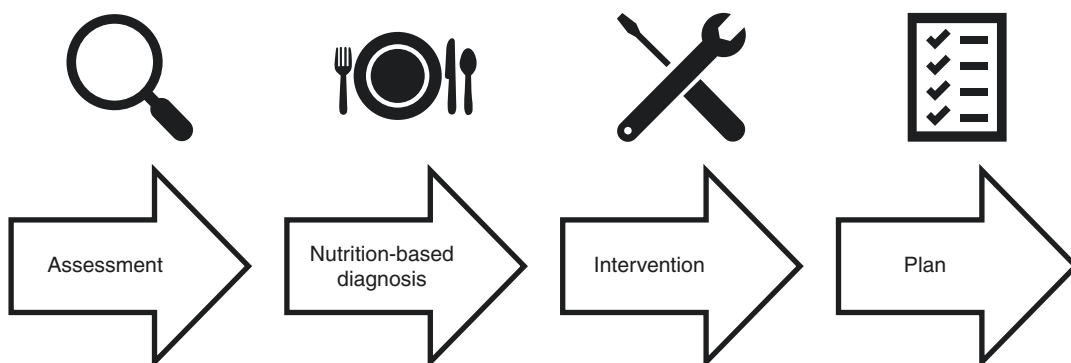 Assessment
Nutrition-based
diagnosis
Intervention
Plan